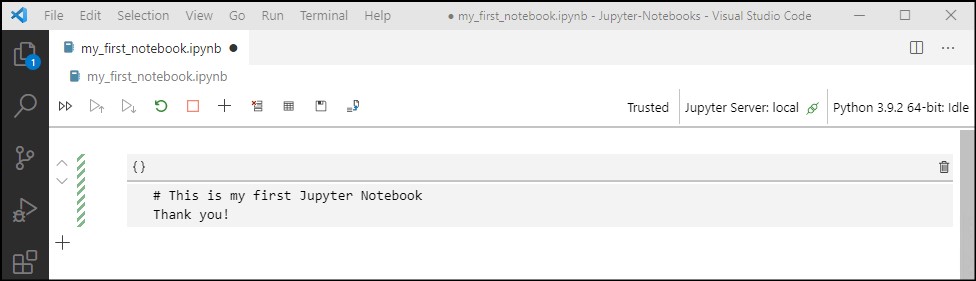 File Edit Selection View Go Run Terminal Help ● my_first_notebook.ipynb - Jupyter-Notebooks - Visual Studio Code
my_first_notebook.ipynb
1
my_first_notebook.ipynb
Trusted Jupyter Server: local Python 3.9.2 64-bit: Idle
{}
# This is my first Jupyter Notebook
Thank you!